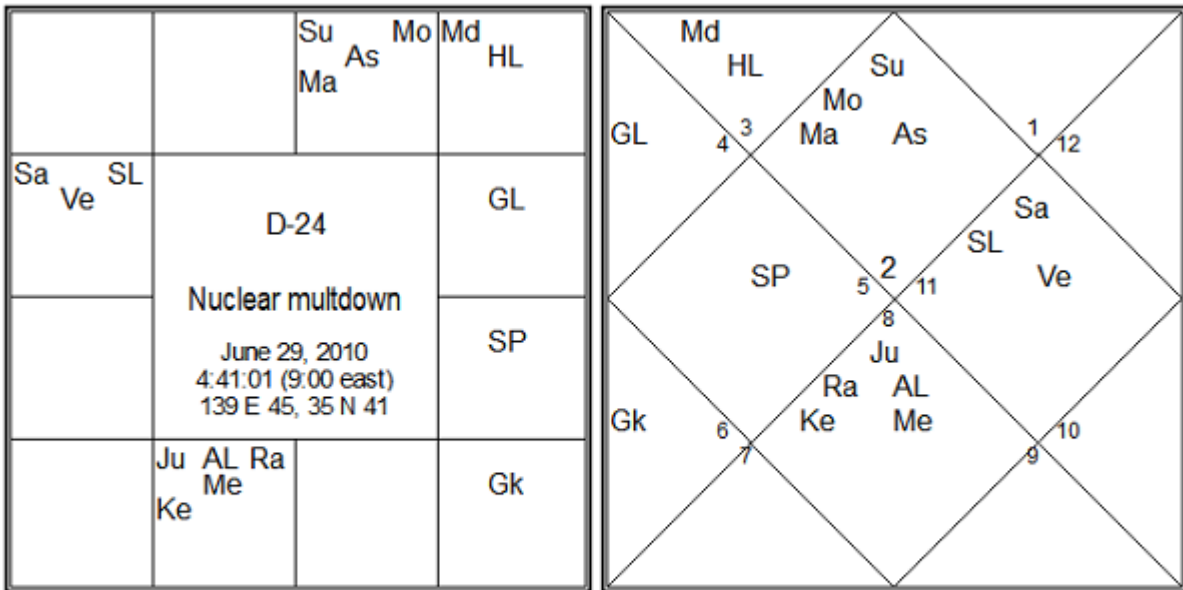 Su Mo Md
As HL
Ma
Sa SL
Ve
GL
D-24
Nuclear multdown
SP
June 29, 2010
4:41:01 (9:00 east)
139 E 45, 35 N 41
Ju AL Ra
Me
Ke
Gk
Md
HL Su
Mo
GL 4 3 Ma As 1 12
Sa
SL
SP 5 2 11 Ve
8
Ju
Ra AL
Gk 6 Ke Me 10
7 9